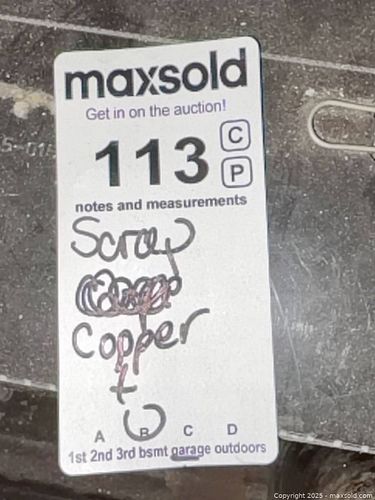 maxsold
Get in on the auction!
113 C
P
notes and measurements
Scrap
Copper
+
A B C D
1st 2nd 3rd bsmt garage outdoors
Copyright 2025 - maxsold.com